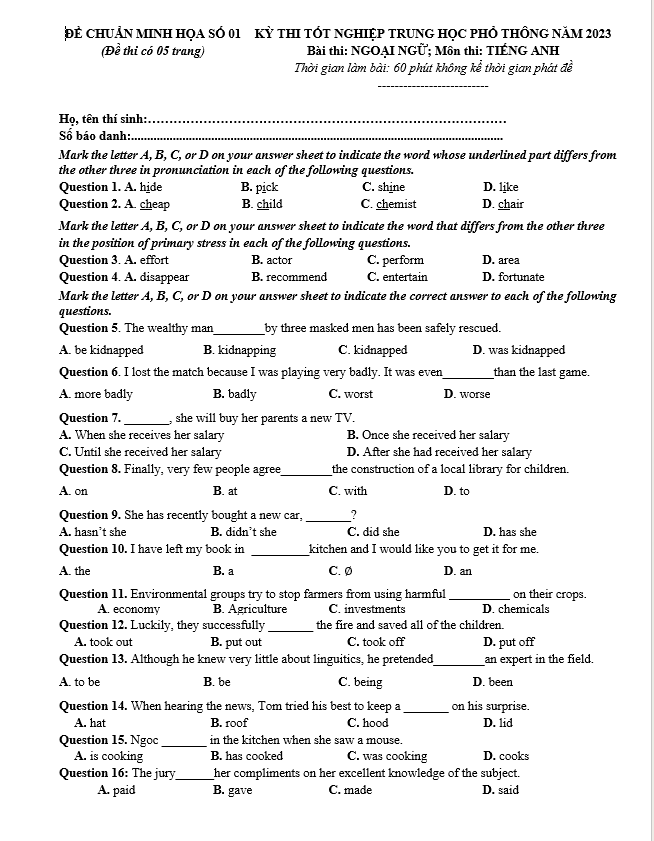 ĐỀ CHUẨN MINH HỌA SỐ 01 KỲ THI TỐT NGHIỆP TRUNG HỌC PHỔ THÔNG NĂM 2023
(Đề thi có 05 trang) Bài thi: NGOẠI NGỮ; Môn thi: TIẾNG ANH
Thời gian làm bài: 60 phút không kể thời gian phát đề
--------------------------
Họ, tên thí sinh:……………………………………………………………………………
Số báo danh:.................................................................................................
Mark the letter A, B, C, or D on your answer sheet to indicate the word whose underlined part differs from
the other three in pronunciation in each of the following questions.
Question 1. A. hide B. pick C. shine D. like
Question 2. A. cheap B. child C. chemist D. chair
Mark the letter A, B, C, or D on your answer sheet to indicate the word that differs from the other three
in the position of primary stress in each of the following questions.
Question 3. A. effort B. actor C. perform D. area
Question 4. A. disappear B. recommend C. entertain D. fortunate
Mark the letter A, B, C, or D on your answer sheet to indicate the correct answer to each of the following
questions.
Question 5. The wealthy man________by three masked men has been safely rescued.
A. be kidnapped B. kidnapping C. kidnapped D. was kidnapped
Question 6. I lost the match because I was playing very badly. It was even________than the last game.
A. more badly B. badly C. worst D. worse
Question 7. _______, she will buy her parents a new TV.
A. When she receives her salary B. Once she received her salary
C. Until she received her salary D. After she had received her salary
Question 8. Finally, very few people agree________the construction of a local library for children.
A. on B. at C. with D. to
Question 9. She has recently bought a new car, _______?
A. hasn't she B. didn't she C. did she D. has she
Question 10. I have left my book in _________kitchen and I would like you to get it for me.
A. the B. a C. Ø D. an
Question 11. Environmental groups try to stop farmers from using harmful _________ on their crops.
A. economy B. Agriculture C. investments D. chemicals
Question 12. Luckily, they successfully _______ the fire and saved all of the children.
A. took out B. put out C. took off D. put off
Question 13. Although he knew very little about linguitics, he pretended________an expert in the field.
A. to be B. be C. being D. been
Question 14. When hearing the news, Tom tried his best to keep a _______ on his surprise.
A. hat B. roof C. hood D. lid
Question 15. Ngoc _______ in the kitchen when she saw a mouse.
A. is cooking B. has cooked C. was cooking D. cooks
Question 16: The jury______her compliments on her excellent knowledge of the subject.
A. paid B. gave C. made D. said